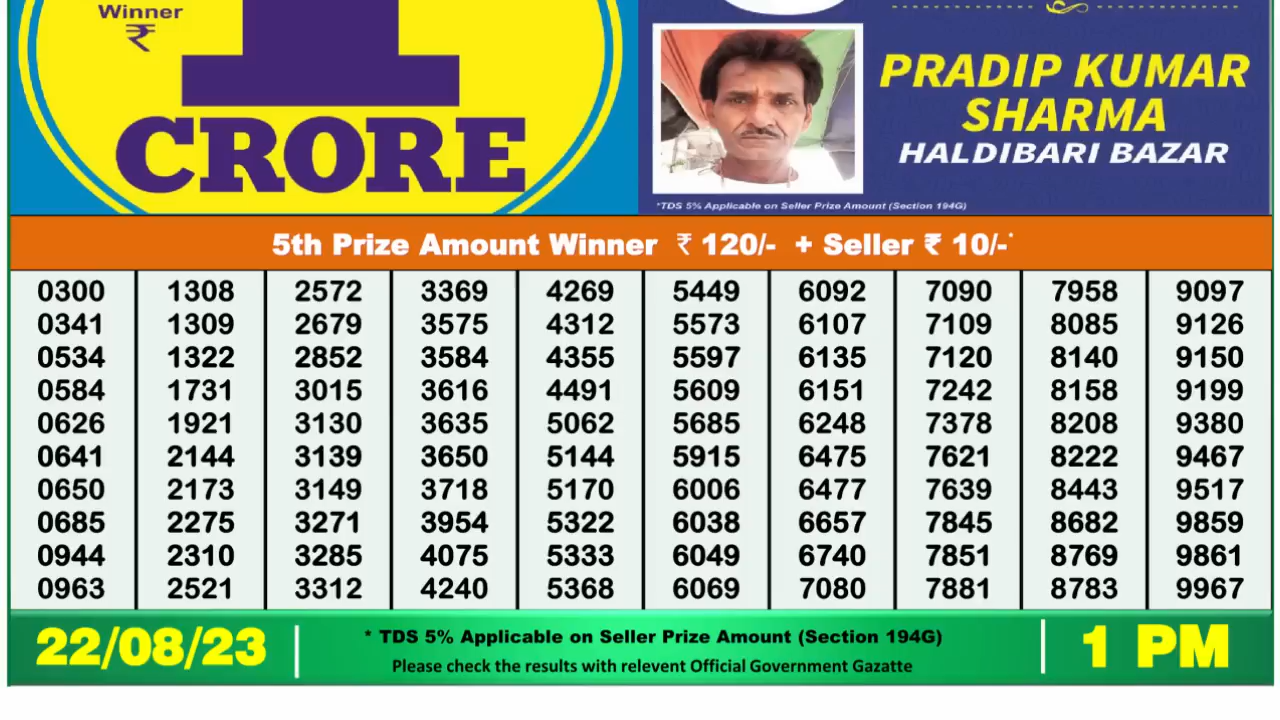 Winner
₹
1
CRORE
PRADIP KUMAR
SHARMA
HALDIBARI BAZAR
*TDS 5% Applicable on Seller Prize Amount (Section 194G)
5th Prize Amount Winner ₹ 120/- + Seller ₹ 10/-*
0300 1308 2572 3369 4269 5449 6092 7090 7958 9097
0341 1309 2679 3575 4312 5573 6107 7109 8085 9126
0534 1322 2852 3584 4355 5597 6135 7120 8140 9150
0584 1731 3015 3616 4491 5609 6151 7242 8158 9199
0626 1921 3130 3635 5062 5685 6248 7378 8208 9380
0641 2144 3139 3650 5144 5915 6475 7621 8222 9467
0650 2173 3149 3718 5170 6006 6477 7639 8443 9517
0685 2275 3271 3954 5322 6038 6657 7845 8682 9859
0944 2310 3285 4075 5333 6049 6740 7851 8769 9861
0963 2521 3312 4240 5368 6069 7080 7881 8783 9967
22/08/23
* TDS 5% Applicable on Seller Prize Amount (Section 194G)
Please check the results with relevent Official Government Gazatte
1 PM